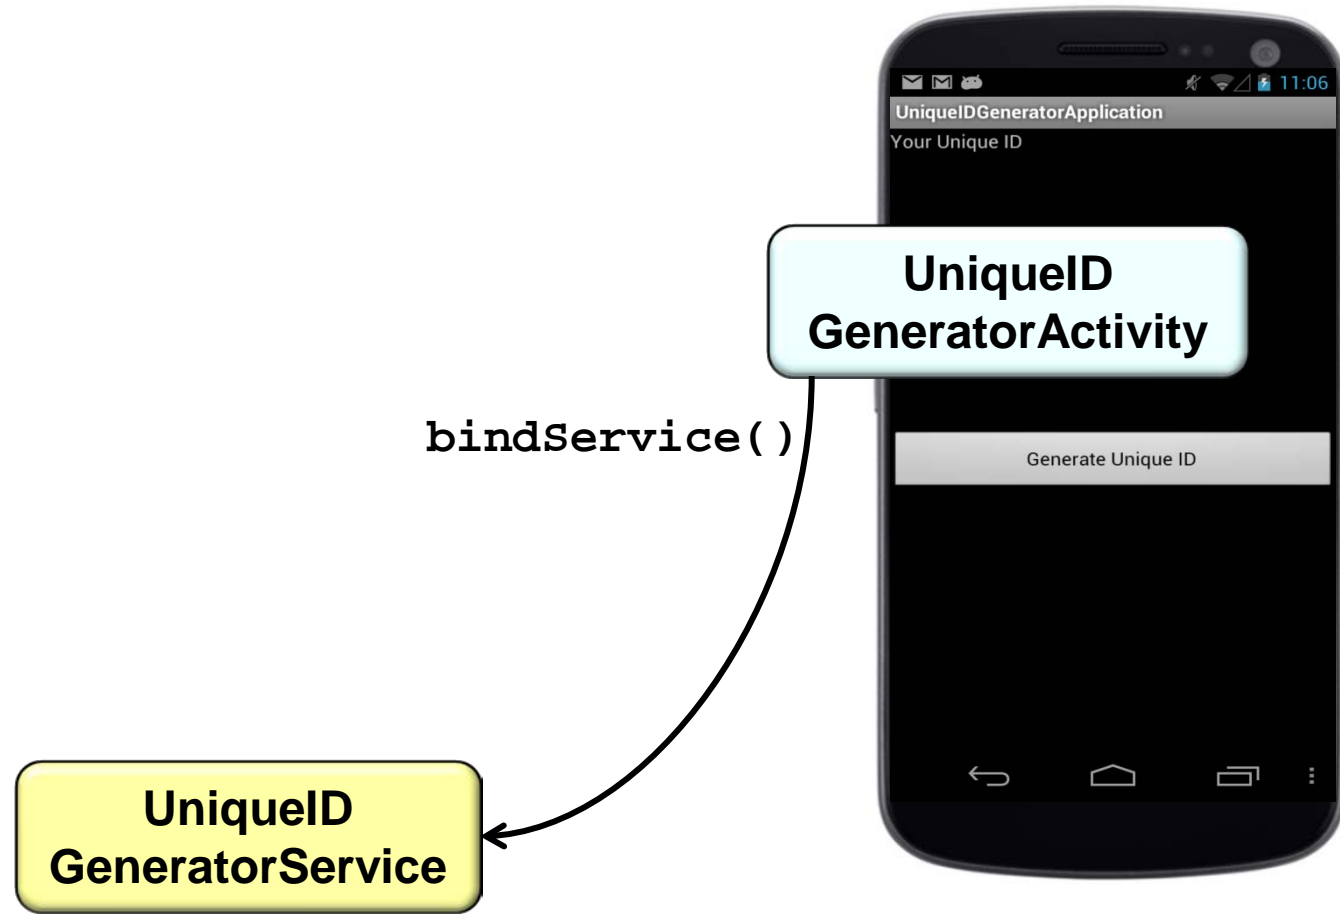 11:06
UniqueIDGeneratorApplication
Your Unique ID
UniqueID
GeneratorActivity
bindService()
Generate Unique ID
UniqueID
GeneratorService